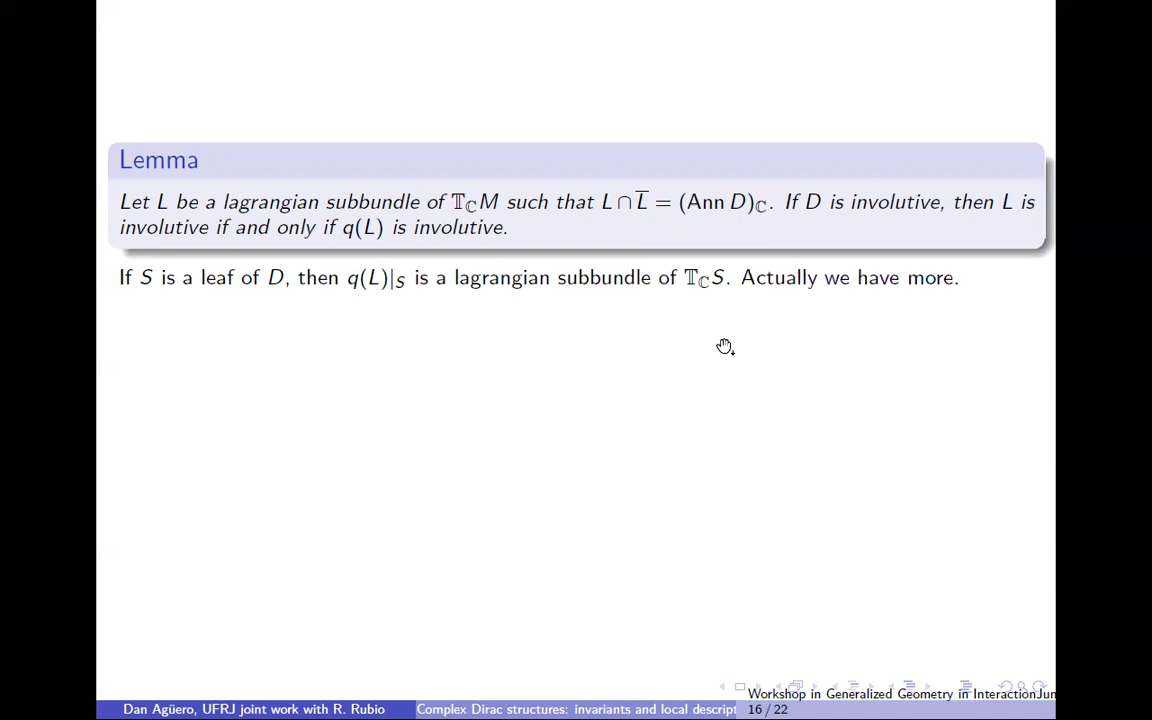 Lemma
Let L be a lagrangian subbundle of 𝕋_ℂM such that L ∩ L̅ = (Ann D)_ℂ. If D is involutive, then L is
involutive if and only if q(L) is involutive.
If S is a leaf of D, then q(L)|_S is a lagrangian subbundle of 𝕋_ℂS. Actually we have more.
Workshop in Generalized Geometry in InteractionJun
Dan Agüero, UFRJ joint work with R. Rubio
Complex Dirac structures: invariants and local descript
16 / 22